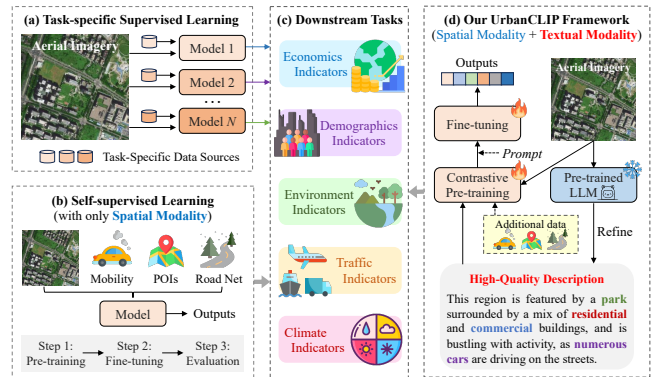 (a) Task-specific Supervised Learning
Aerial Imagery
Model 1
Model 2
...
Model N
Task-Specific Data Sources
(b) Self-supervised Learning
(with only Spatial Modality)
Mobility
POIs
Road Net
Model
Outputs
Step 1:
Pre-training
Step 2:
Fine-tuning
Step 3:
Evaluation
(c) Downstream Tasks
Economics
Indicators
Demographics
Indicators
Environment
Indicators
Traffic
Indicators
Climate
Indicators
(d) Our UrbanCLIP Framework
(Spatial Modality + Textual Modality)
Outputs
Aerial Imagery
Fine-tuning
Prompt
Contrastive
Pre-training
Pre-trained
LLM
Additional data
Refine
High-Quality Description
This region is featured by a park
surrounded by a mix of residential
and commercial buildings, and is
bustling with activity, as numerous
cars are driving on the streets.